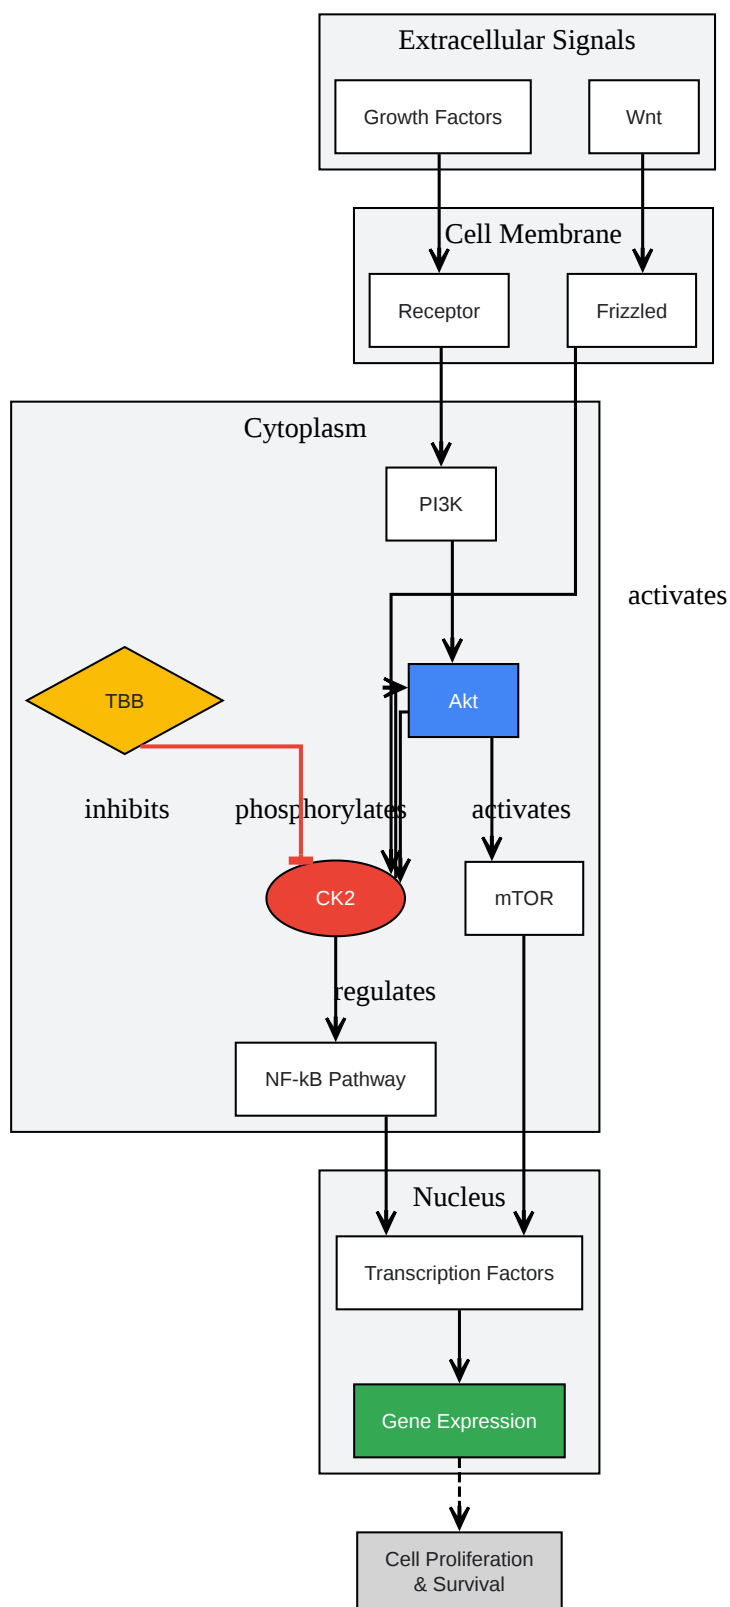 Extracellular Signals
Growth Factors
Wnt
Cell Membrane
Receptor
Frizzled
Cytoplasm
PI3K
activates
TBB
Akt
inhibits
phosphorylates
activates
CK2
mTOR
regulates
NF-kB Pathway
Nucleus
Transcription Factors
Gene Expression
Cell Proliferation
& Survival